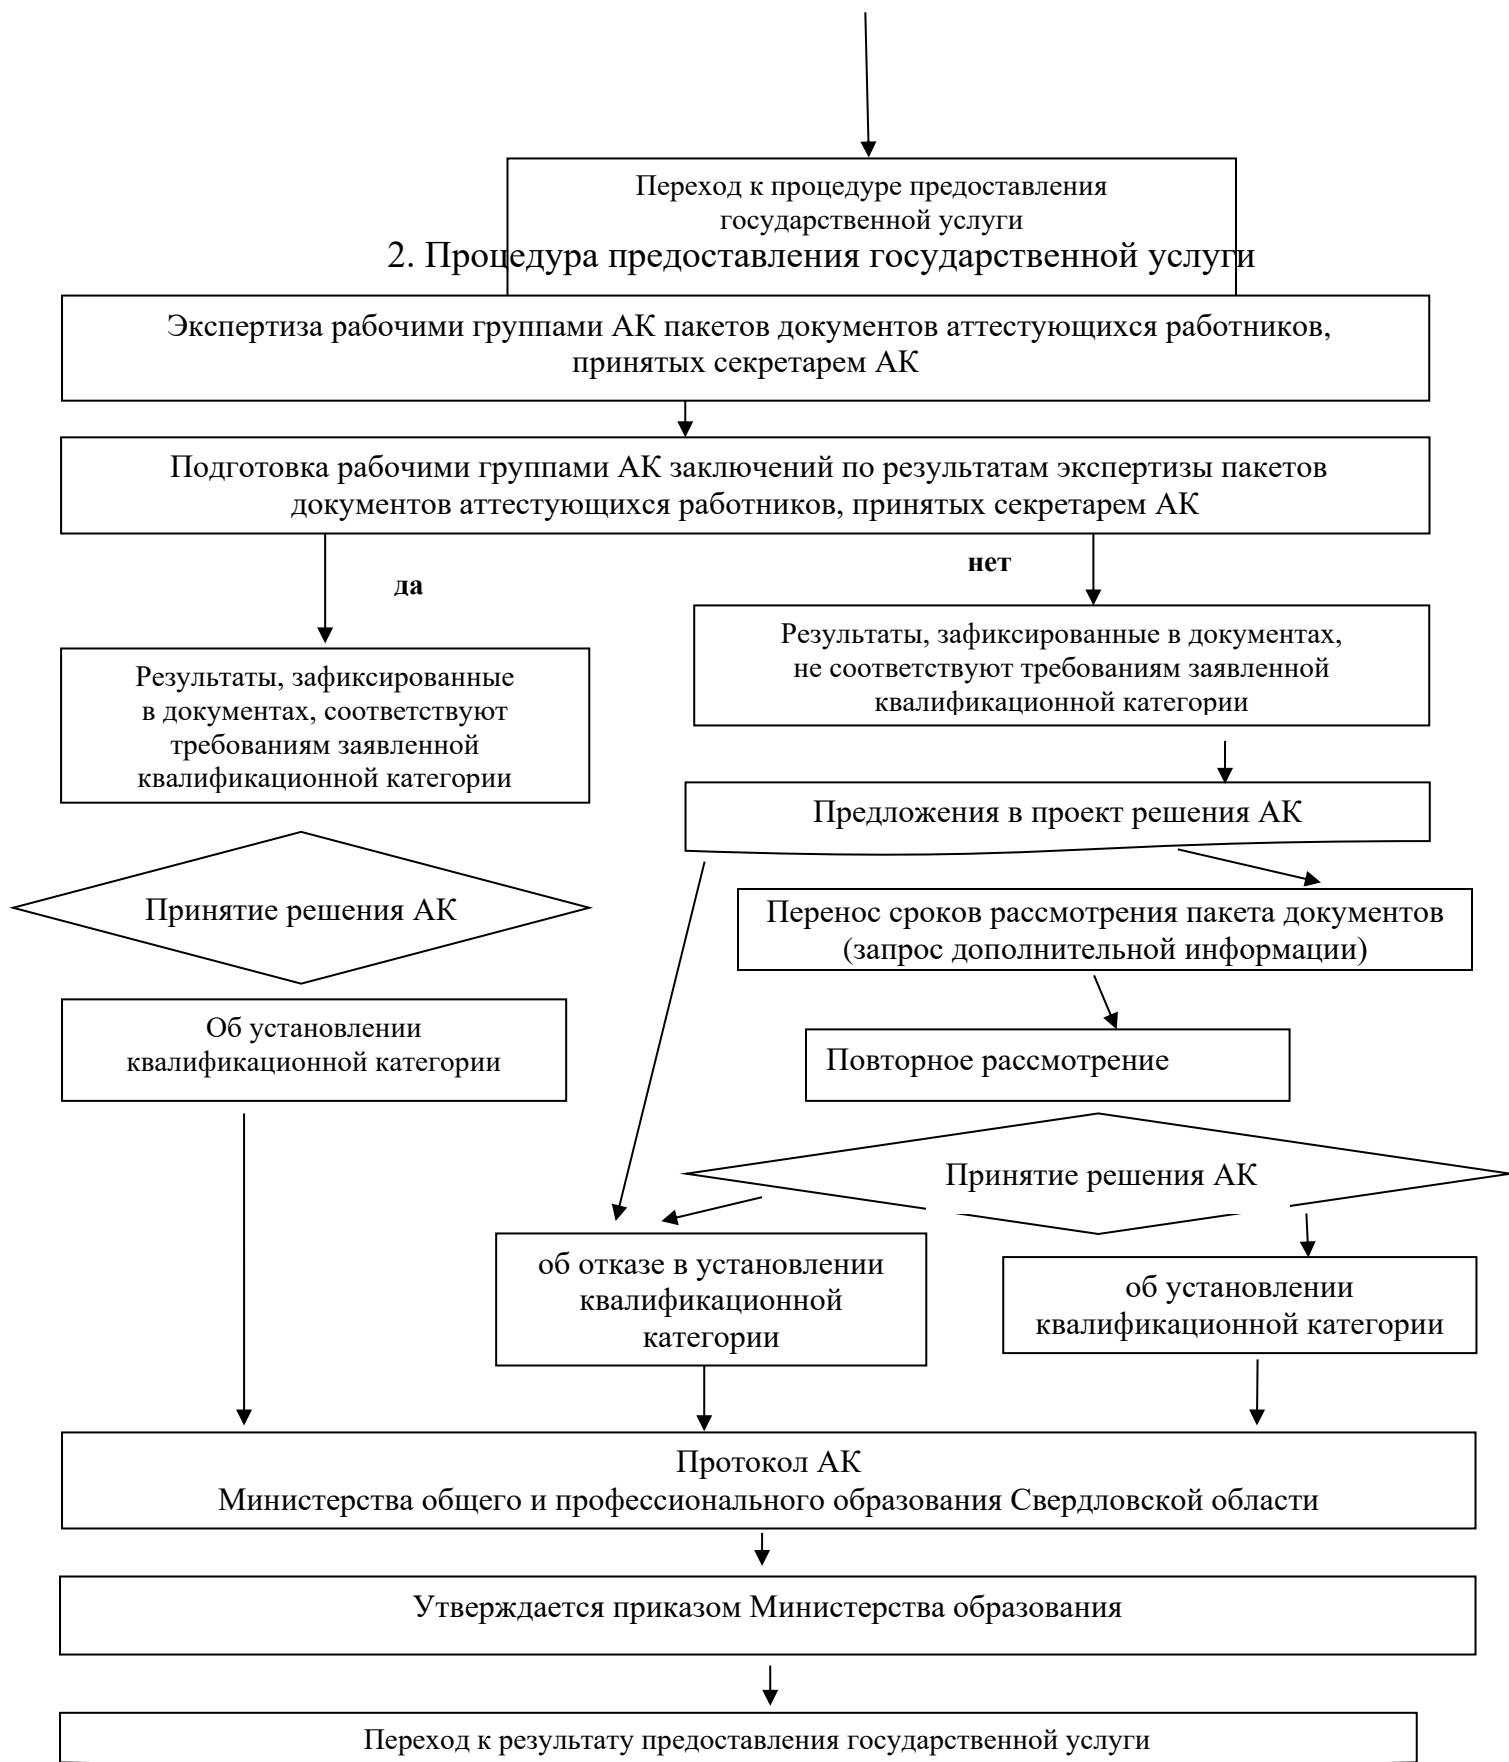 Переход к процедуре предоставления
государственной услуги
2. Процедура предоставления государственной услуги
Экспертиза рабочими группами АК пакетов документов аттестующихся работников,
принятых секретарем АК
Подготовка рабочими группами АК заключений по результатам экспертизы пакетов
документов аттестующихся работников, принятых секретарем АК
да
нет
Результаты, зафиксированные
в документах, соответствуют
требованиям заявленной
квалификационной категории
Результаты, зафиксированные в документах,
не соответствуют требованиям заявленной
квалификационной категории
Предложения в проект решения АК
Принятие решения АК
Перенос сроков рассмотрения пакета документов
(запрос дополнительной информации)
Об установлении
квалификационной категории
Повторное рассмотрение
Принятие решения АК
об отказе в установлении
квалификационной
категории
об установлении
квалификационной категории
Протокол АК
Министерства общего и профессионального образования Свердловской области
Утверждается приказом Министерства образования
Переход к результату предоставления государственной услуги